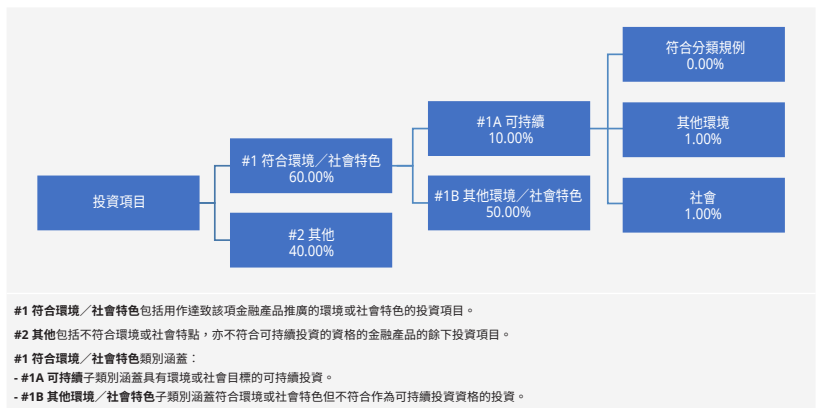 投資項目
#1 符合環境／社會特色
60.00%
#2 其他
40.00%
#1A 可持續
10.00%
#1B 其他環境／社會特色
50.00%
符合分類規例
0.00%
其他環境
1.00%
社會
1.00%
#1 符合環境／社會特色包括用作達致該項金融產品推廣的環境或社會特色的投資項目。
#2 其他包括不符合環境或社會特點，亦不符合可持續投資的資格的金融產品的餘下投資項目。
#1 符合環境／社會特色類別涵蓋：
- #1A 可持續子類別涵蓋具有環境或社會目標的可持續投資。
- #1B 其他環境／社會特色子類別涵蓋符合環境或社會特色但不符合作為可持續投資資格的投資。